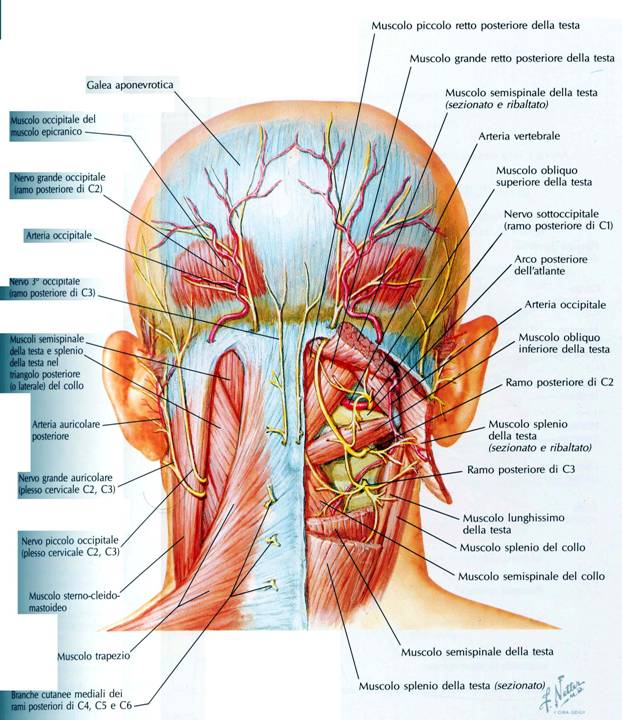 Muscolo piccolo retto posteriore della testa
Muscolo grande retto posteriore della testa
Muscolo semispinale della testa
(sezionato e ribaltato)
Arteria vertebrale
Muscolo obliquo
superiore della testa
Nervo sottoccipitale
(ramo posteriore di C1)
Arco posteriore
dell'atlante
Arteria occipitale
Muscolo obliquo
inferiore della testa
Ramo posteriore di C2
Muscolo splenio
della testa
(sezionato e ribaltato)
Ramo posteriore di C3
Muscolo lunghissimo
della testa
Muscolo splenio del collo
Muscolo semispinale del collo
Muscolo semispinale della testa
Muscolo splenio della testa (sezionato)
Galea aponevrotica
Muscolo occipitale del
muscolo epicranico
Nervo grande occipitale
(ramo posteriore di C2)
Arteria occipitale
Nervo 3° occipitale
(ramo posteriore di C3)
Muscoli semispinale
della testa e splenio
della testa nel
triangolo posteriore
(o laterale) del collo
Arteria auricolare
posteriore
Nervo grande auricolare
(plesso cervicale C2, C3)
Nervo piccolo occipitale
(plesso cervicale C2, C3)
Muscolo sterno-cleido-
mastoideo
Muscolo trapezio
Branche cutanee mediali dei
rami posteriori di C4, C5 e C6
F. Netter
M.D.